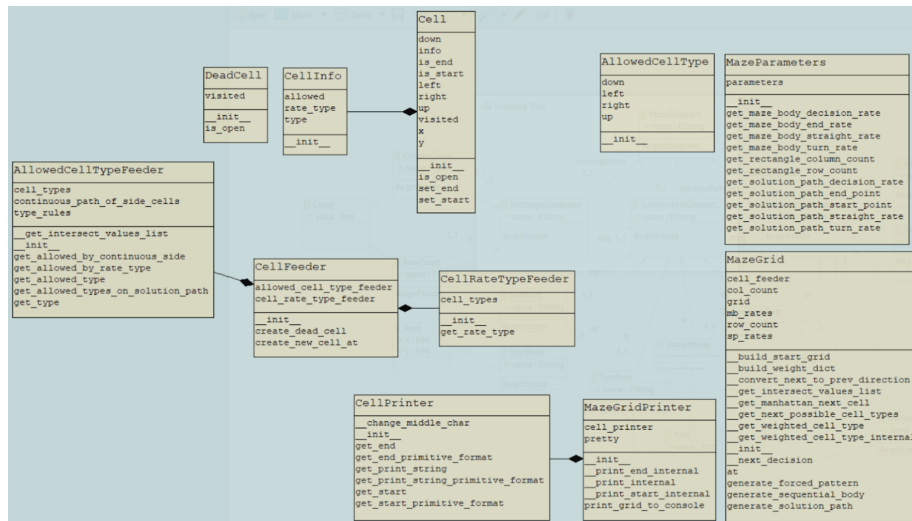 Cell
down
info
is_end
is_start
left
right
up
visited
x
y
__init__
is_open
set_end
set_start
DeadCell
visited
__init__
is_open
CellInfo
allowed
rate_type
type
__init__
AllowedCellType
down
left
right
up
__init__
MazeParameters
parameters
__init__
get_maze_body_decision_rate
get_maze_body_end_rate
get_maze_body_straight_rate
get_maze_body_turn_rate
get_rectangle_column_count
get_rectangle_row_count
get_solution_path_decision_rate
get_solution_path_end_point
get_solution_path_start_point
get_solution_path_straight_rate
get_solution_path_turn_rate
AllowedCellTypeFeeder
cell_types
continuous_path_of_side_cells
type_rules
__get_intersect_values_list
__init__
get_allowed_by_continuous_side
get_allowed_by_rate_type
get_allowed_type
get_allowed_types_on_solution_path
get_type
CellFeeder
allowed_cell_type_feeder
cell_rate_type_feeder
__init__
create_dead_cell
create_new_cell_at
CellRateTypeFeeder
cell_types
__init__
get_rate_type
MazeGrid
cell_feeder
col_count
grid
mb_rates
row_count
sp_rates
__build_start_grid
__build_weight_dict
__convert_next_to_prev_direction
__get_intersect_values_list
__get_manhattan_next_cell
__get_next_possible_cell_types
__get_weighted_cell_type
__get_weighted_cell_type_internal
__init__
__next_decision
at
generate_forced_pattern
generate_sequential_body
generate_solution_path
CellPrinter
__change_middle_char
__init__
get_end
get_end_primitive_format
get_print_string
get_print_string_primitive_format
get_start
get_start_primitive_format
MazeGridPrinter
cell_printer
pretty
__init__
__print_end_internal
__print_internal
__print_start_internal
print_grid_to_console